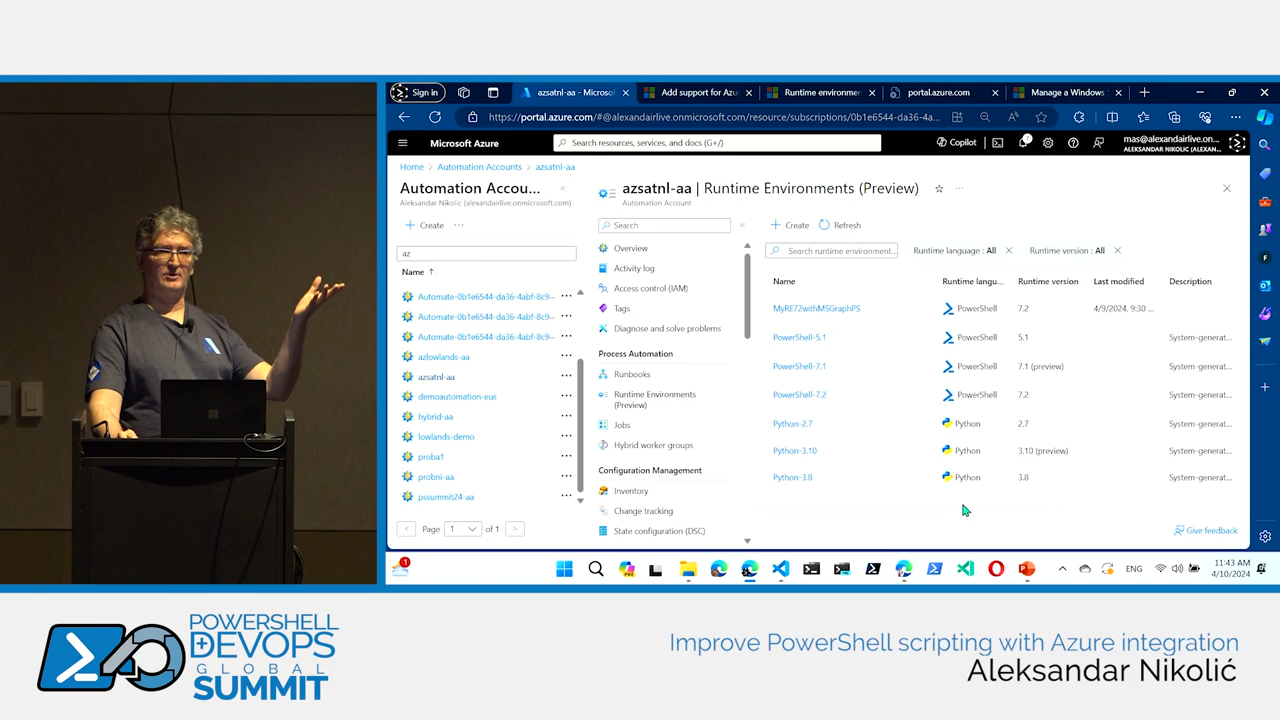 Sign in
azsatnl-aa - Microso
Add support for Azu
Runtime environmen
portal.azure.com
Manage a Windows
https://portal.azure.com/#@alexandairlive.onmicrosoft.com/resource/subscriptions/0b1e6544-da36-4a...
Microsoft Azure
Search resources, services, and docs (G+/)
Copilot
mas@alexandairlive.on...
ALEKSANDAR NIKOLIC (ALEXAN...
Home > Automation Accounts > azsatnl-aa
Automation Accou...
Aleksandar Nikolic (alexandairlive.onmicrosoft.com)
+ Create ...
az
Name ↑
Automate-0b1e6544-da36-4abf-8c9...
Automate-0b1e6544-da36-4abf-8c9...
Automate-0b1e6544-da36-4abf-8c9...
azlowlands-aa
azsatnl-aa
demoautomation-eus
hybrid-aa
lowlands-demo
proba1
probni-aa
pssummit24-aa
< Page 1 of 1 >
azsatnl-aa | Runtime Environments (Preview)
Automation Account
Search
Overview
Activity log
Access control (IAM)
Tags
Diagnose and solve problems
Process Automation
Runbooks
Runtime Environments
(Preview)
Jobs
Hybrid worker groups
Configuration Management
Inventory
Change tracking
State configuration (DSC)
+ Create Refresh
Search runtime environment...
Runtime language : All
Runtime version : All
Name Runtime langu... Runtime version Last modified Description
MyRE72withMSGraphPS PowerShell 7.2 4/9/2024, 9:30 ...
PowerShell-5.1 PowerShell 5.1 System-generat...
PowerShell-7.1 PowerShell 7.1 (preview) System-generat...
PowerShell-7.2 PowerShell 7.2 System-generat...
Python-2.7 Python 2.7 System-generat...
Python-3.10 Python 3.10 (preview) System-generat...
Python-3.8 Python 3.8 System-generat...
Give feedback
1
ENG
11:43 AM
4/10/2024
POWERSHELL
DEVOPS
GLOBAL
SUMMIT
Improve PowerShell scripting with Azure integration
Aleksandar Nikolić